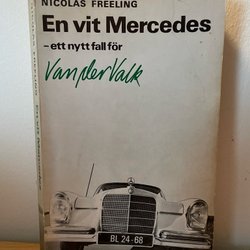 NICOLAS FREELING
En vit Mercedes
– ett nytt fall för
Van der Valk
BL 24-68